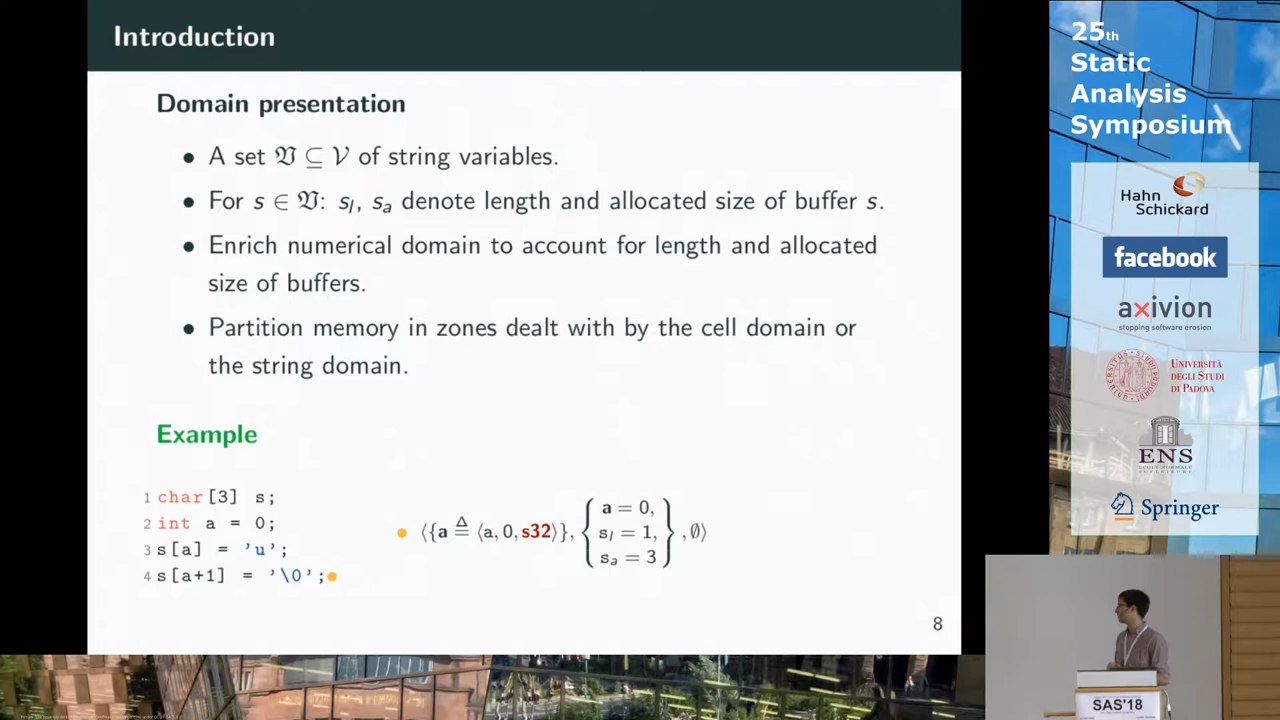 Introduction
Domain presentation
• A set 𝔙 ⊆ 𝒱 of string variables.
• For s ∈ 𝔙: sₗ, sₐ denote length and allocated size of buffer s.
• Enrich numerical domain to account for length and allocated
size of buffers.
• Partition memory in zones dealt with by the cell domain or
the string domain.
Example
1 char[3] s;
2 int a = 0;
3 s[a] = 'u';
4 s[a+1] = '\0';
⟨{a ≜ ⟨a, 0, s32⟩}, { a = 0, sₗ = 1, sₐ = 3 }, ∅⟩
8
25th
Static
Analysis
Symposium
Hahn
Schickard
facebook
axivion
stopping software erosion
UNIVERSITÀ
DEGLI STUDI
DI PADOVA
ENS
Springer
SAS'18